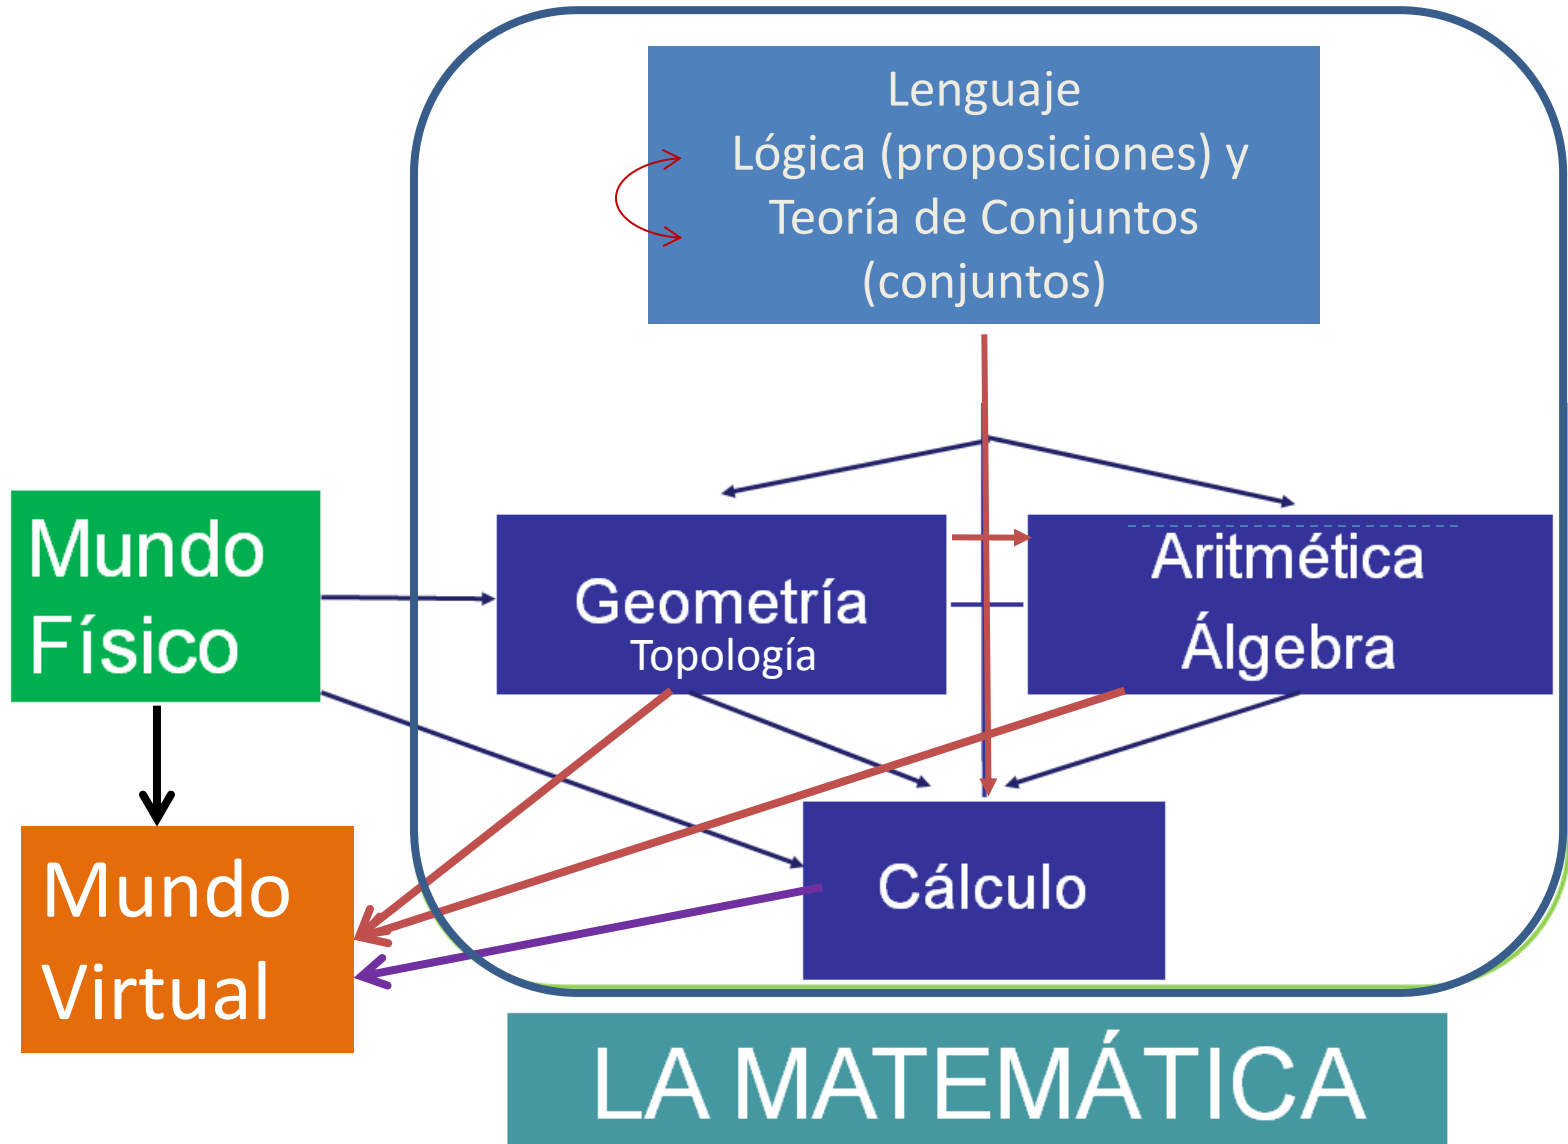 Lenguaje
Lógica (proposiciones) y
Teoría de Conjuntos
(conjuntos)
Mundo
Físico
Geometría
Topología
Aritmética
Álgebra
Mundo
Virtual
Cálculo
LA MATEMÁTICA